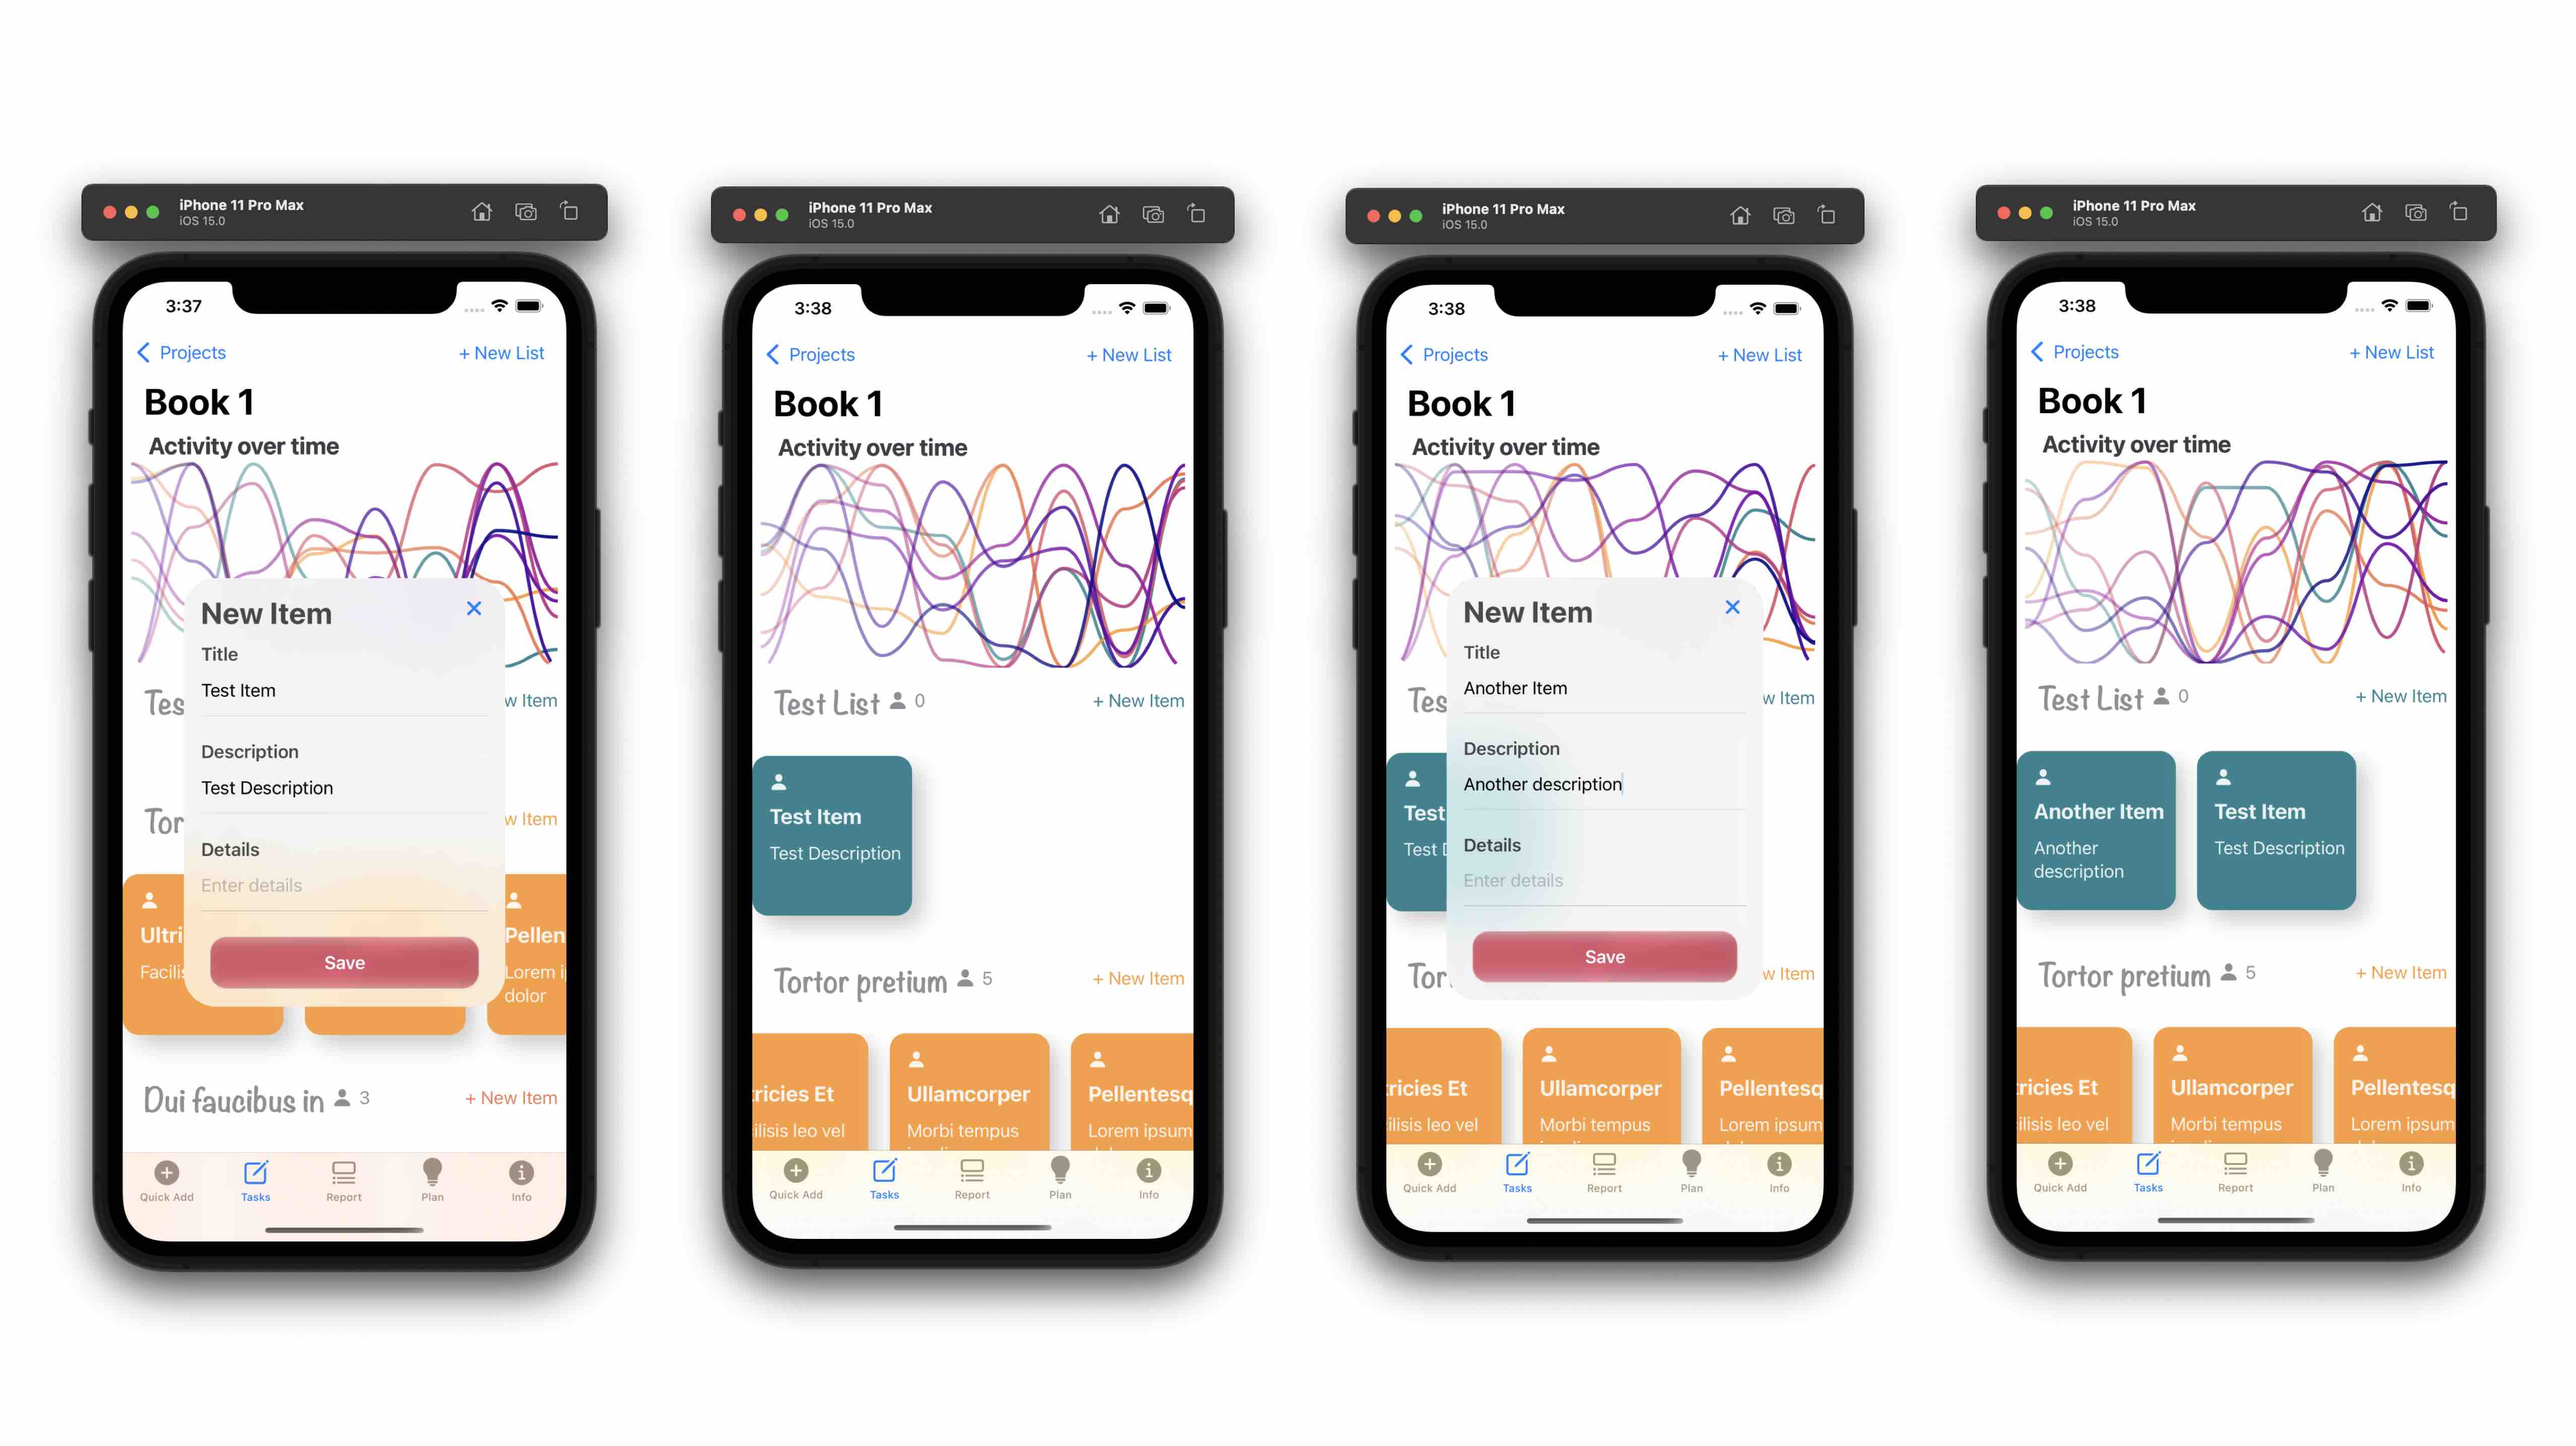 iPhone 11 Pro Max
iOS 15.0
3:37
Projects
+ New List
Book 1
Activity over time
New Item
Title
Test Item
Tes
w Item
Description
Test Description
Tor
w Item
Details
Enter details
Ultri
Pellen
Facilis
Save
Lorem i
dolor
Dui faucibus in 3
+ New Item
Quick Add
Tasks
Report
Plan
Info
iPhone 11 Pro Max
iOS 15.0
3:38
Projects
+ New List
Book 1
Activity over time
Test List 0
+ New Item
Test Item
Test Description
Tortor pretium 5
+ New Item
tricies Et
Ullamcorper
Pellentesq
ilisis leo vel
Morbi tempus
Lorem ipsum
Quick Add
Tasks
Report
Plan
Info
iPhone 11 Pro Max
iOS 15.0
3:38
Projects
+ New List
Book 1
Activity over time
New Item
Title
Another Item
Tes
w Item
Description
Another description
Test
Test D
Details
Enter details
Save
Tor
w Item
ricies Et
Ullamcorper
Pellentesq
ilisis leo vel
Morbi tempus
Lorem ipsum
Quick Add
Tasks
Report
Plan
Info
iPhone 11 Pro Max
iOS 15.0
3:38
Projects
+ New List
Book 1
Activity over time
Test List 0
+ New Item
Another Item
Another
description
Test Item
Test Description
Tortor pretium 5
+ New Item
ricies Et
Ullamcorper
Pellentesq
ilisis leo vel
Morbi tempus
Lorem ipsum
Quick Add
Tasks
Report
Plan
Info